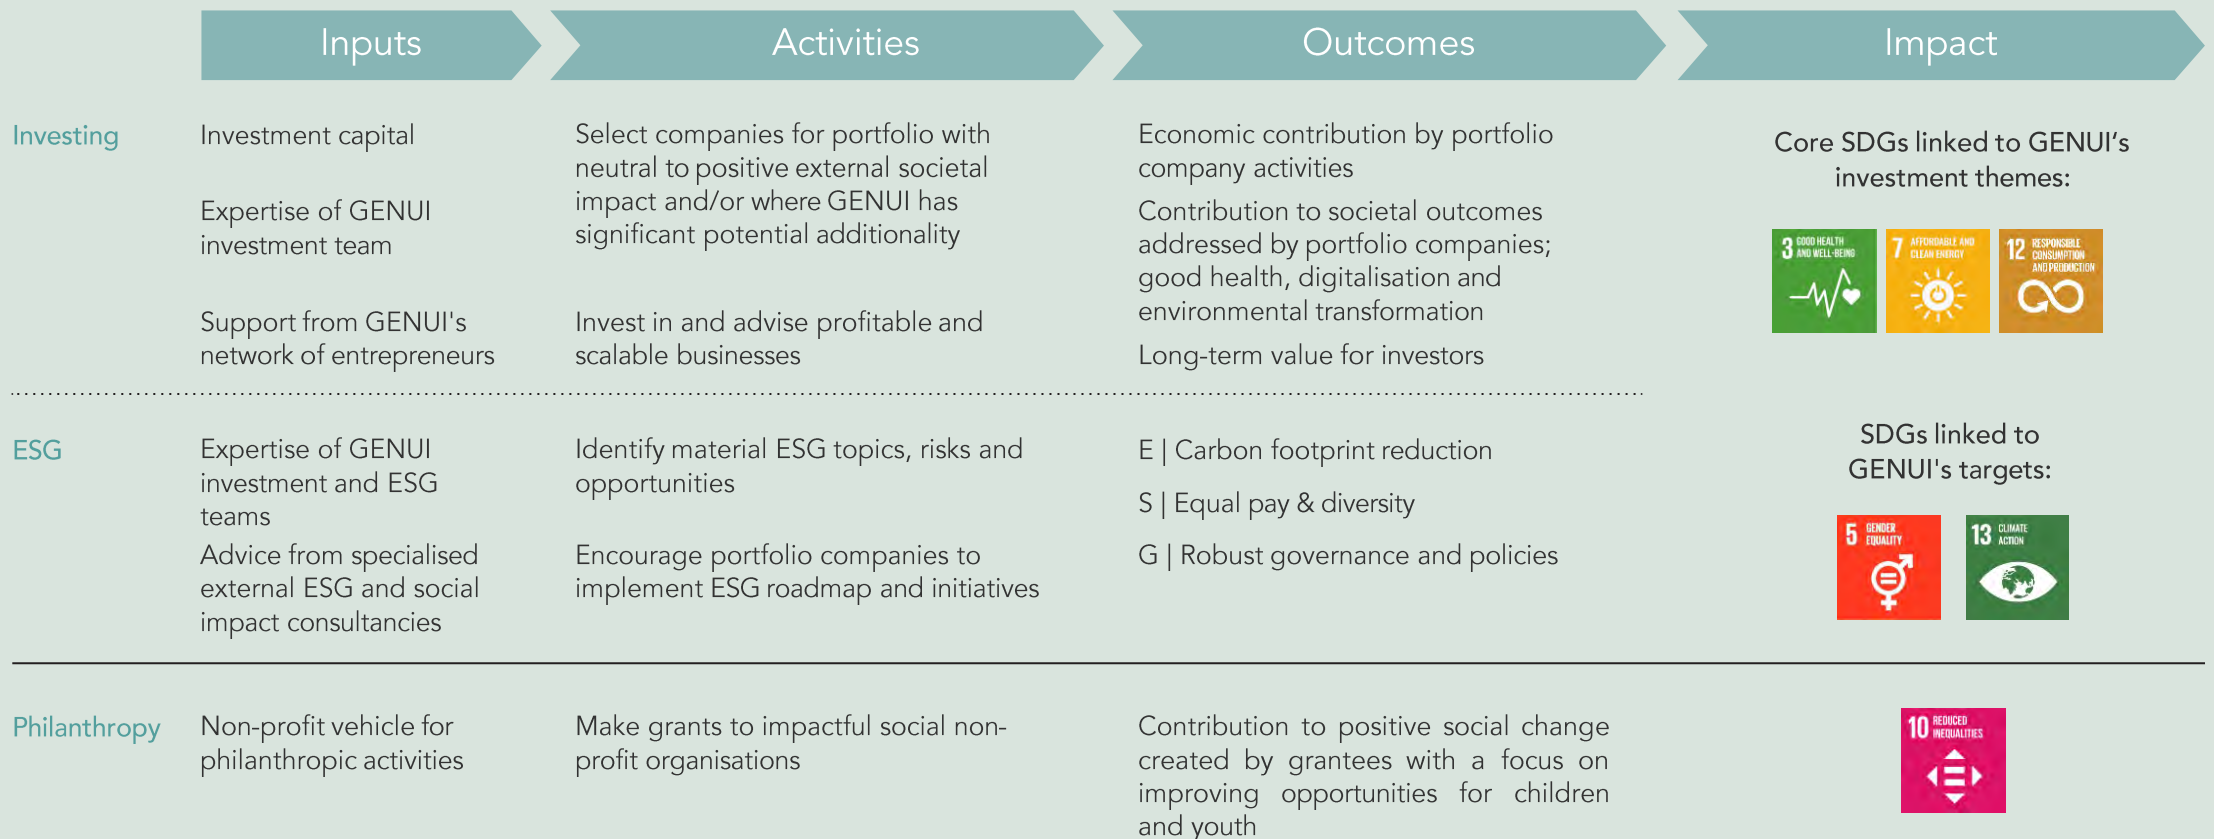 Inputs
Activities
Outcomes
Impact
Investing
Investment capital
Expertise of GENUI
investment team
Support from GENUI's
network of entrepreneurs
Select companies for portfolio with
neutral to positive external societal
impact and/or where GENUI has
significant potential additionality
Invest in and advise profitable and
scalable businesses
Economic contribution by portfolio
company activities
Contribution to societal outcomes
addressed by portfolio companies;
good health, digitalisation and
environmental transformation
Long-term value for investors
Core SDGs linked to GENUI‘s
investment themes:
3 GOOD HEALTH
AND WELL-BEING
7 AFFORDABLE AND
CLEAN ENERGY
12 RESPONSIBLE
CONSUMPTION
AND PRODUCTION
ESG
Expertise of GENUI
investment and ESG
teams
Advice from specialised
external ESG and social
impact consultancies
Identify material ESG topics, risks and
opportunities
Encourage portfolio companies to
implement ESG roadmap and initiatives
E | Carbon footprint reduction
S | Equal pay & diversity
G | Robust governance and policies
SDGs linked to
GENUI's targets:
5 GENDER
EQUALITY
13 CLIMATE
ACTION
Philanthropy
Non-profit vehicle for
philanthropic activities
Make grants to impactful social non-
profit organisations
Contribution to positive social change
created by grantees with a focus on
improving opportunities for children
and youth
10 REDUCED
INEQUALITIES